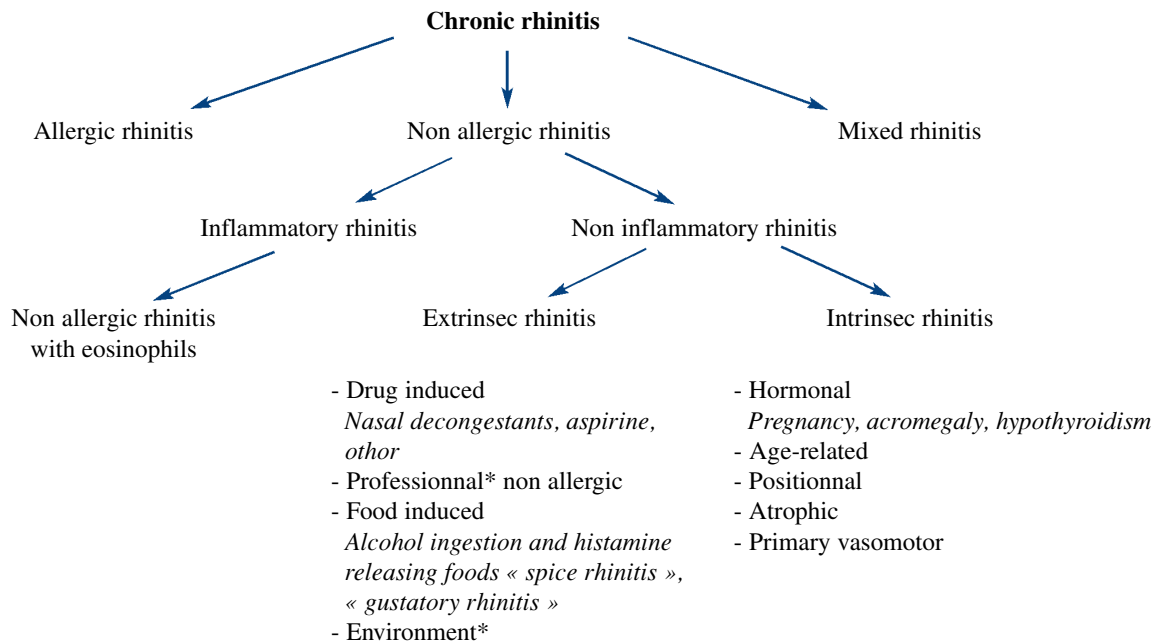 Chronic rhinitis
Allergic rhinitis
Non allergic rhinitis
Mixed rhinitis
Inflammatory rhinitis
Non inflammatory rhinitis
Non allergic rhinitis
with eosinophils
Extrinsec rhinitis
Intrinsec rhinitis
- Drug induced
Nasal decongestants, aspirine,
othor
- Professionnal* non allergic
- Food induced
Alcohol ingestion and histamine
releasing foods « spice rhinitis »,
« gustatory rhinitis »
- Environment*
- Hormonal
Pregnancy, acromegaly, hypothyroidism
- Age-related
- Positionnal
- Atrophic
- Primary vasomotor